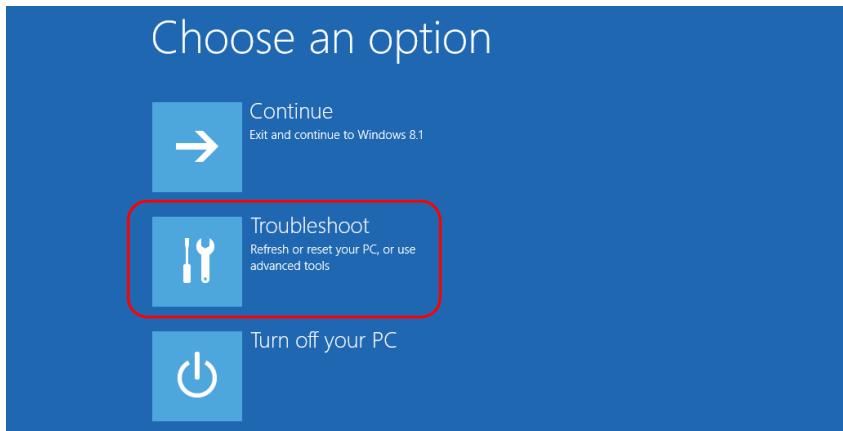 Choose an option
Continue
Exit and continue to Windows 8.1
Troubleshoot
Refresh or reset your PC, or use
advanced tools
Turn off your PC